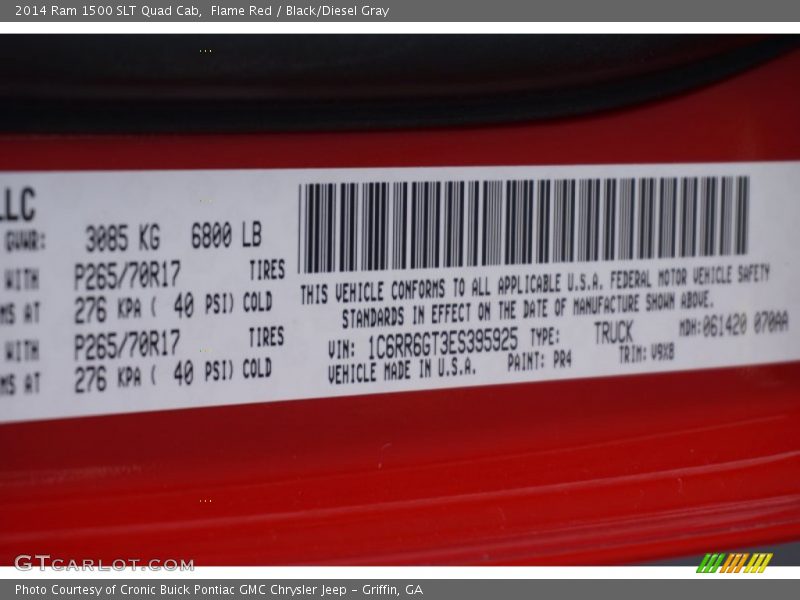 2014 Ram 1500 SLT Quad Cab,  Flame Red / Black/Diesel Gray
LLC
GVWR: 3085 KG 6800 LB
WITH P265/70R17 TIRES
MS AT 276 KPA ( 40 PSI) COLD
WITH P265/70R17 TIRES
MS AT 276 KPA ( 40 PSI) COLD
THIS VEHICLE CONFORMS TO ALL APPLICABLE U.S.A. FEDERAL MOTOR VEHICLE SAFETY
STANDARDS IN EFFECT ON THE DATE OF MANUFACTURE SHOWN ABOVE.
VIN: 1C6RR6GT3ES395925 TYPE: TRUCK MDH:061420 070AA
VEHICLE MADE IN U.S.A. PAINT: PR4 TRIM: V9X8
GTCARLOT.COM
Photo Courtesy of Cronic Buick Pontiac GMC Chrysler Jeep - Griffin, GA